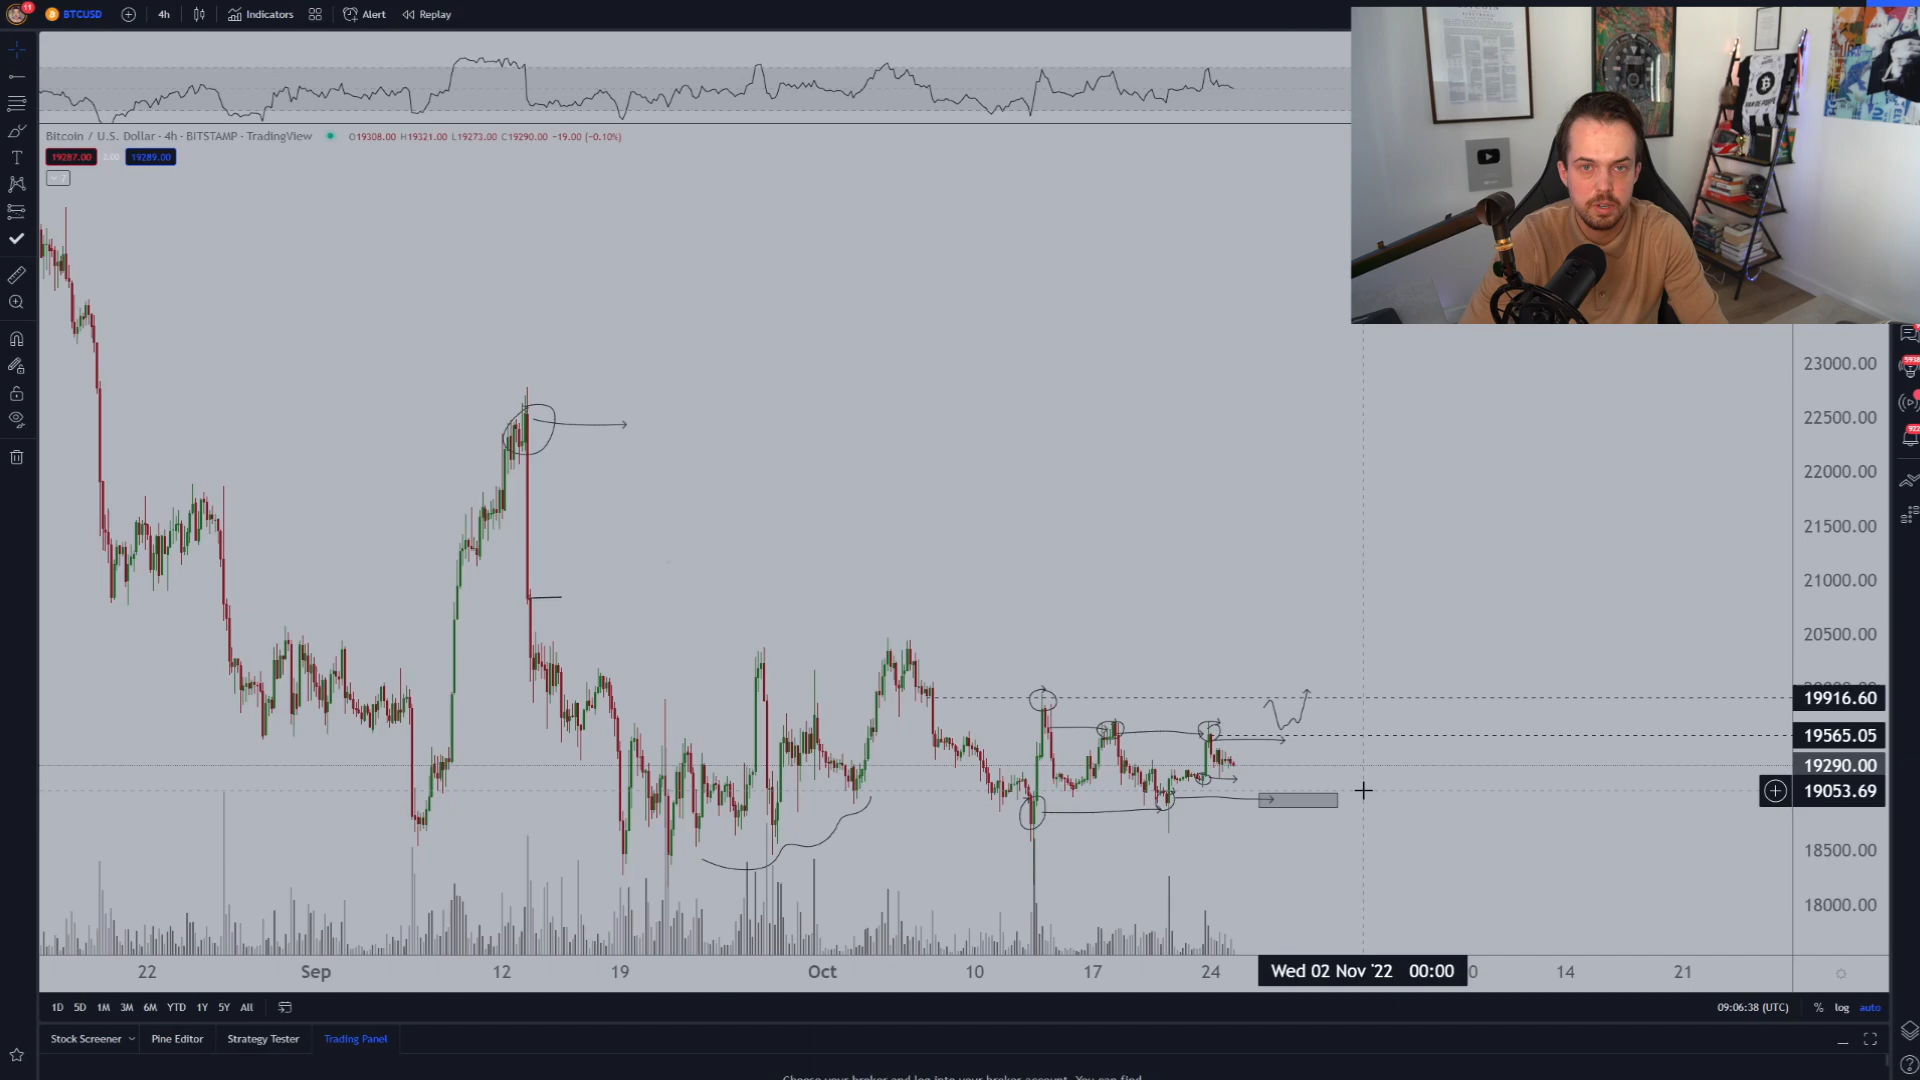 11
BTCUSD
4h
Indicators
Alert
Replay
Bitcoin / U.S. Dollar · 4h · BITSTAMP · TradingView
O19308.00 H19321.00 L19273.00 C19290.00 −19.00 (−0.10%)
19287.00 2.00 19289.00
23000.00
22500.00
22000.00
21500.00
21000.00
20500.00
19916.60
19565.05
19290.00
19053.69
18500.00
18000.00
22 Sep 12 19 Oct 10 17 24 Wed 02 Nov '22 00:00 0 14 21
1D 5D 1M 3M 6M YTD 1Y 5Y All
09:06:38 (UTC) % log auto
Stock Screener Pine Editor Strategy Tester Trading Panel